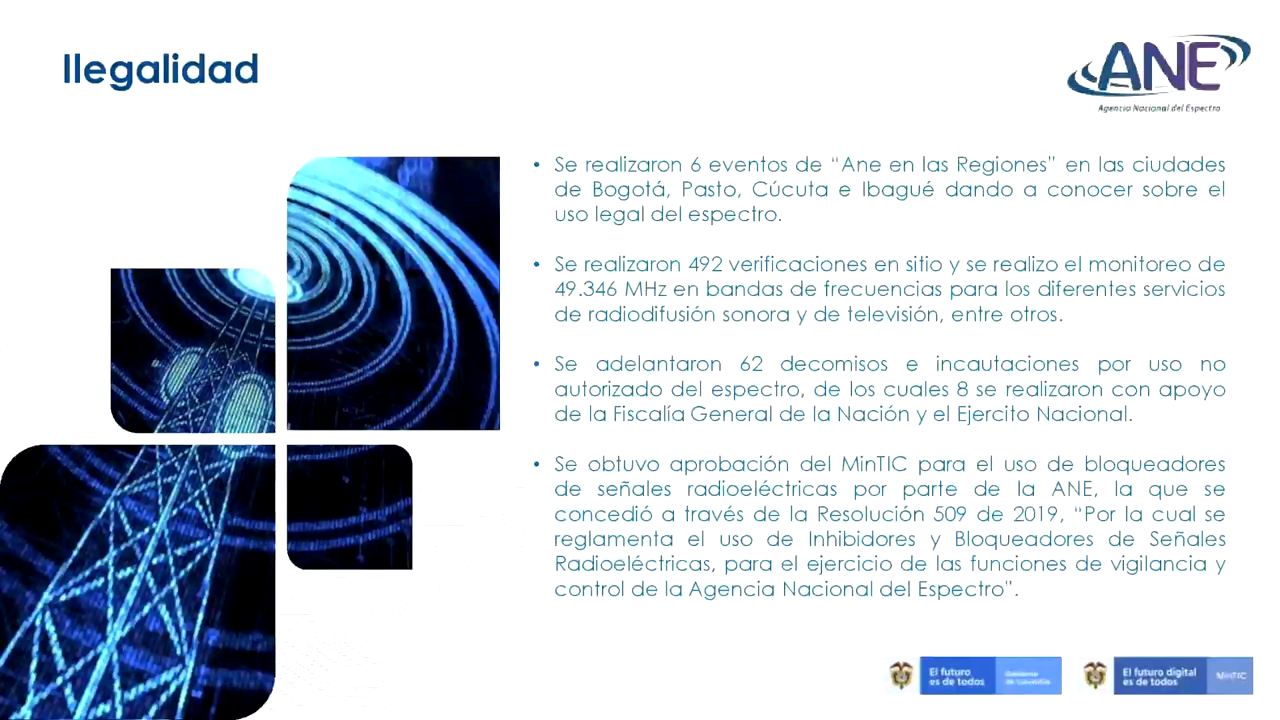 Ilegalidad
ANE
Agencia Nacional del Espectro
• Se realizaron 6 eventos de “Ane en las Regiones” en las ciudades
de Bogotá, Pasto, Cúcuta e Ibagué dando a conocer sobre el
uso legal del espectro.
• Se realizaron 492 verificaciones en sitio y se realizo el monitoreo de
49.346 MHz en bandas de frecuencias para los diferentes servicios
de radiodifusión sonora y de televisión, entre otros.
• Se adelantaron 62 decomisos e incautaciones por uso no
autorizado del espectro, de los cuales 8 se realizaron con apoyo
de la Fiscalía General de la Nación y el Ejercito Nacional.
• Se obtuvo aprobación del MinTIC para el uso de bloqueadores
de señales radioeléctricas por parte de la ANE, la que se
concedió a través de la Resolución 509 de 2019, “Por la cual se
reglamenta el uso de Inhibidores y Bloqueadores de Señales
Radioeléctricas, para el ejercicio de las funciones de vigilancia y
control de la Agencia Nacional del Espectro”.
El futuro
es de todos
Gobierno
de Colombia
El futuro digital
es de todos
MinTIC